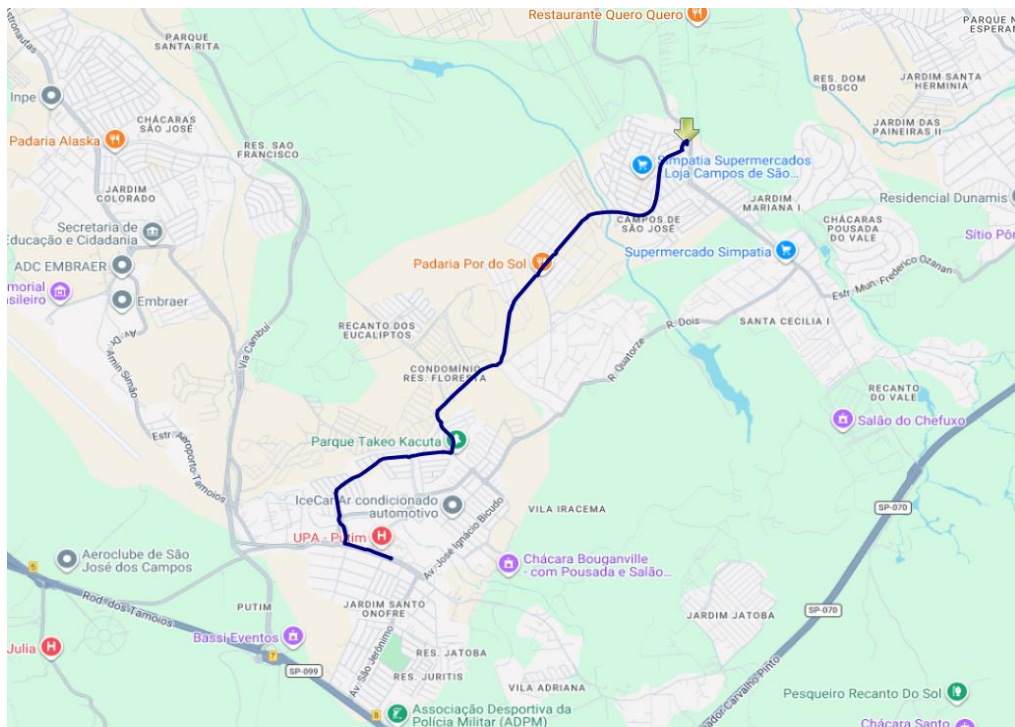 Restaurante Quero Quero
PARQUE
SANTA RITA
Inpe
Padaria Alaska
CHÁCARAS
SÃO JOSÉ
RES. SAO
FRANCISCO
JARDIM
COLORADO
Secretaria de
Educação e Cidadania
ADC EMBRAER
Embraer
Av. Dr.
Armin Simão
Estr. Aeroporto-Tamoios
Via Cambuí
RES. DOM
BOSCO
JARDIM SANTA
HERMINIA
JARDIM DAS
PAINEIRAS II
Simpatia Supermercados
Loja Campos de São...
JARDIM
MARIANA I
Residencial Dunamis
CAMPOS DE
SÃO JOSÉ
CHÁCARAS
POUSADA
DO VALE
Supermercado Simpatia
Estr. Mun. Frederico Ozanan
Padaria Por do Sol
RECANTO DOS
EUCALIPTOS
CONDOMÍNIO
RES. FLORESTA
R. Dois
R. Quatorze
SANTA CECILIA I
RECANTO
DO VALE
Salão do Chefuxo
Parque Takeo Kacuta
IceCar Ar condicionado
automotivo
VILA IRACEMA
SP-070
UPA - Putim
Av. José Ignácio Bicudo
Aeroclube de São
José dos Campos
Chácara Bouganville
- com Pousada e Salão...
5
Rod. dos Tamoios
PUTIM
JARDIM SANTO
ONOFRE
JARDIM JATOBA
SP-070
Bassi Eventos
Av. São Jerônimo
7
SP-099
RES. JATOBA
RES. JURITIS
VILA ADRIANA
Pesqueiro Recanto Do Sol
8
Associação Desportiva da
Polícia Militar (ADPM)
Chácara Santo